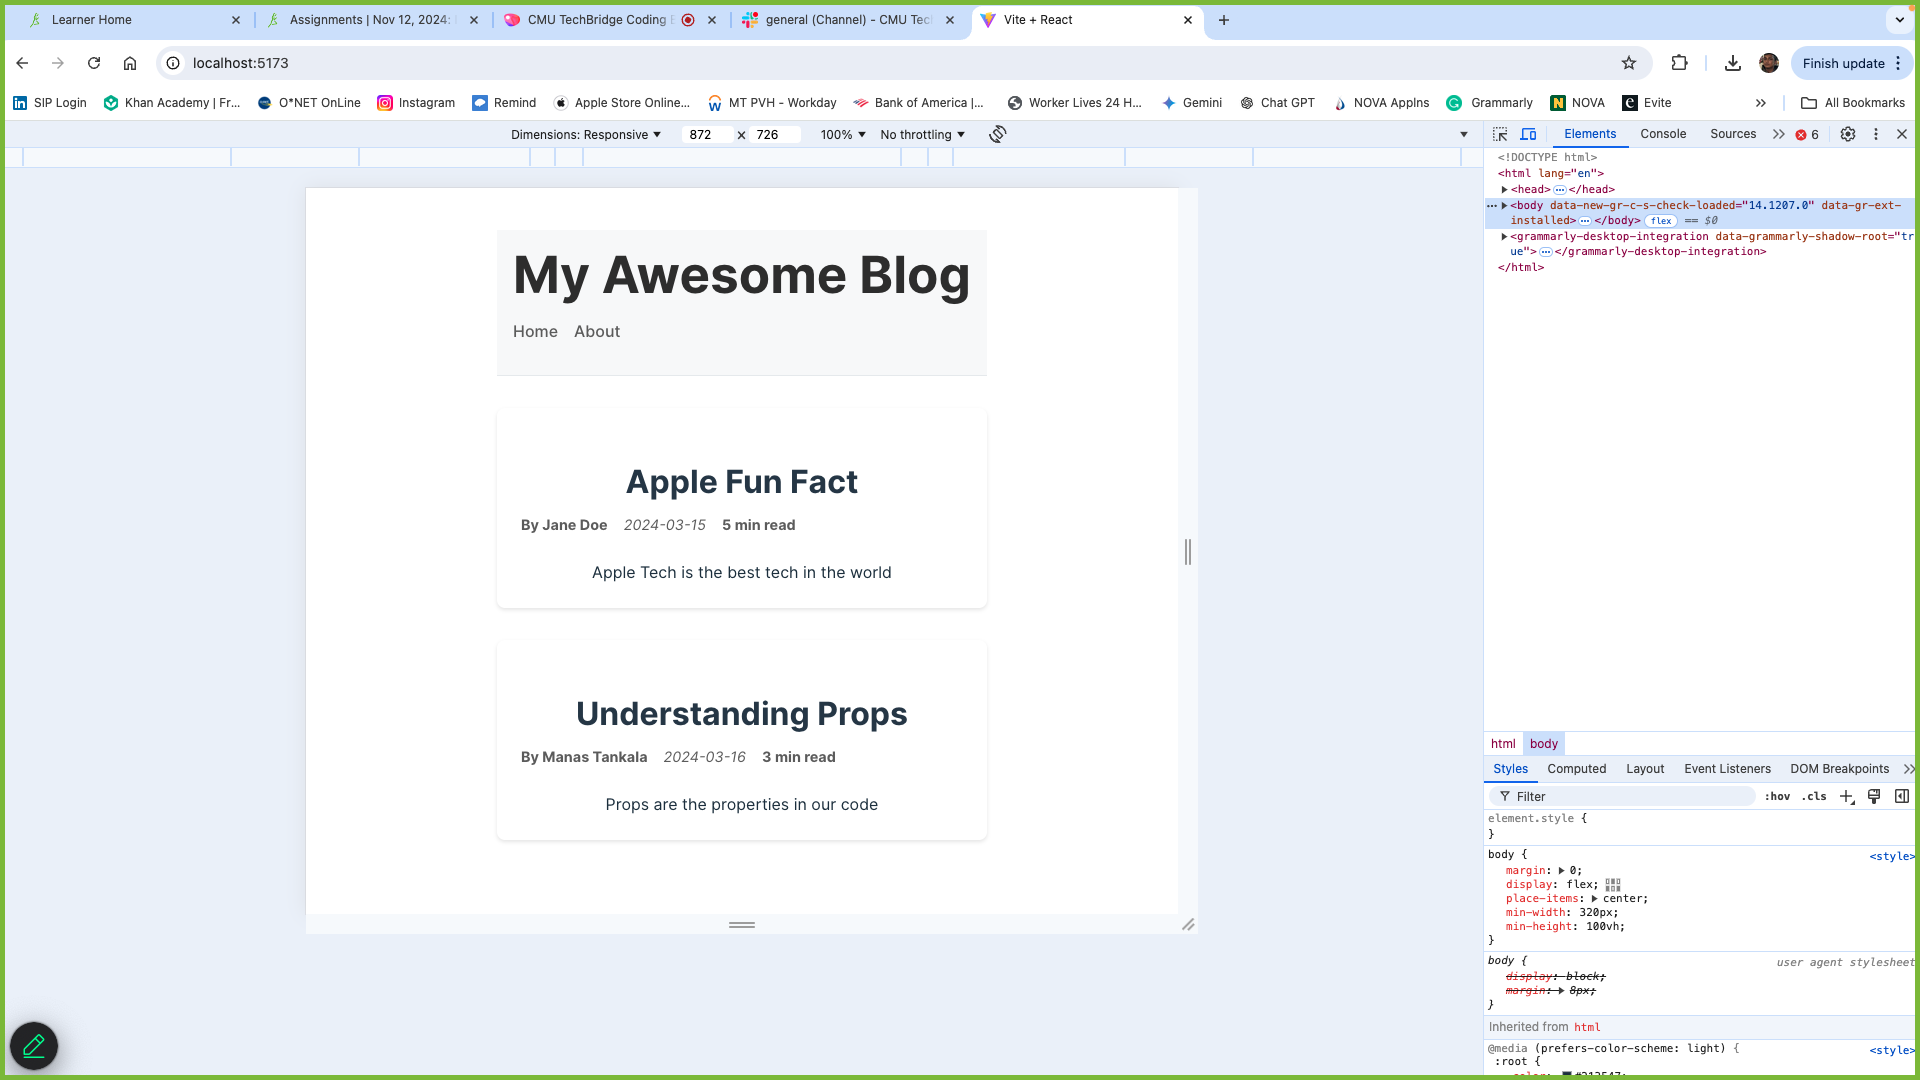 Learner Home
Assignments | Nov 12, 2024:
CMU TechBridge Coding
general (Channel) - CMU Tec
Vite + React
localhost:5173
Finish update
SIP Login
Khan Academy | Fr...
O*NET OnLine
Instagram
Remind
Apple Store Online...
MT PVH - Workday
Bank of America |...
Worker Lives 24 H...
Gemini
Chat GPT
NOVA Applns
Grammarly
NOVA
Evite
All Bookmarks
Dimensions: Responsive 872 x 726 100% No throttling
Elements Console Sources 6
My Awesome Blog
Home About
Apple Fun Fact
By Jane Doe 2024-03-15 5 min read
Apple Tech is the best tech in the world
Understanding Props
By Manas Tankala 2024-03-16 3 min read
Props are the properties in our code
<!DOCTYPE html>
<html lang="en">
<head> … </head>
… <body data-new-gr-c-s-check-loaded="14.1207.0" data-gr-ext-
installed> … </body> flex == $0
<grammarly-desktop-integration data-grammarly-shadow-root="tr
ue"> … </grammarly-desktop-integration>
</html>
html body
Styles Computed Layout Event Listeners DOM Breakpoints
Filter :hov .cls
element.style {
}
body { <style>
margin: 0;
display: flex;
place-items: center;
min-width: 320px;
min-height: 100vh;
}
body { user agent stylesheet
display: block;
margin: 8px;
}
Inherited from html
@media (prefers-color-scheme: light) { <style>
:root {
color: #213547;